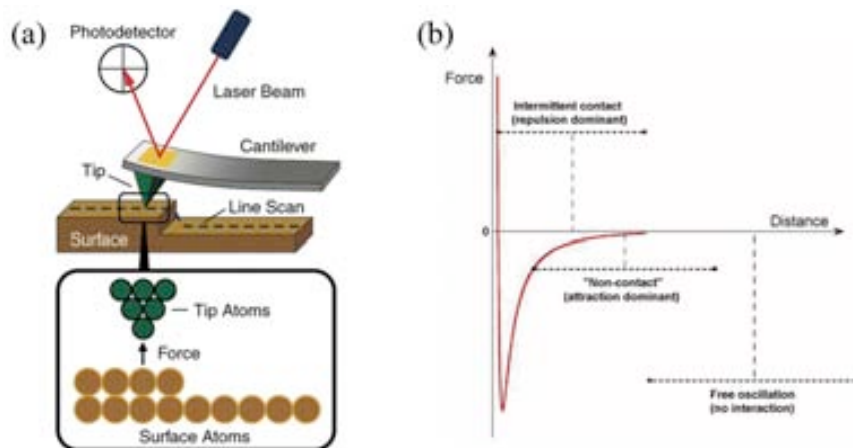 (a)
Photodetector
Laser Beam
Cantilever
Tip
Line Scan
Surface
Tip Atoms
Force
Surface Atoms
(b)
Force
Intermittent contact
(repulsion dominant)
0
Distance
"Non-contact"
(attraction dominant)
Free oscillation
(no interaction)